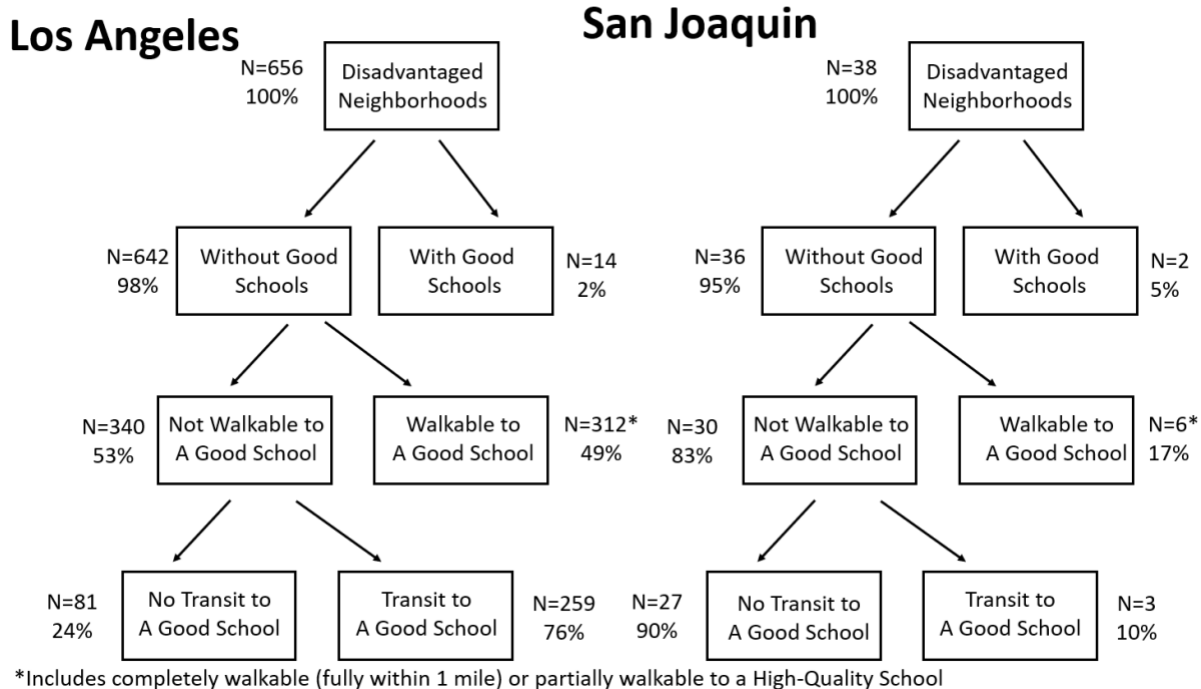 Los Angeles
N=656
100%
Disadvantaged
Neighborhoods
N=642
98%
Without Good
Schools
With Good
Schools
N=14
2%
N=340
53%
Not Walkable to
A Good School
Walkable to
A Good School
N=312*
49%
N=81
24%
No Transit to
A Good School
Transit to
A Good School
N=259
76%
San Joaquin
N=38
100%
Disadvantaged
Neighborhoods
N=36
95%
Without Good
Schools
With Good
Schools
N=2
5%
N=30
83%
Not Walkable to
A Good School
Walkable to
A Good School
N=6*
17%
N=27
90%
No Transit to
A Good School
Transit to
A Good School
N=3
10%
*Includes completely walkable (fully within 1 mile) or partially walkable to a High-Quality School